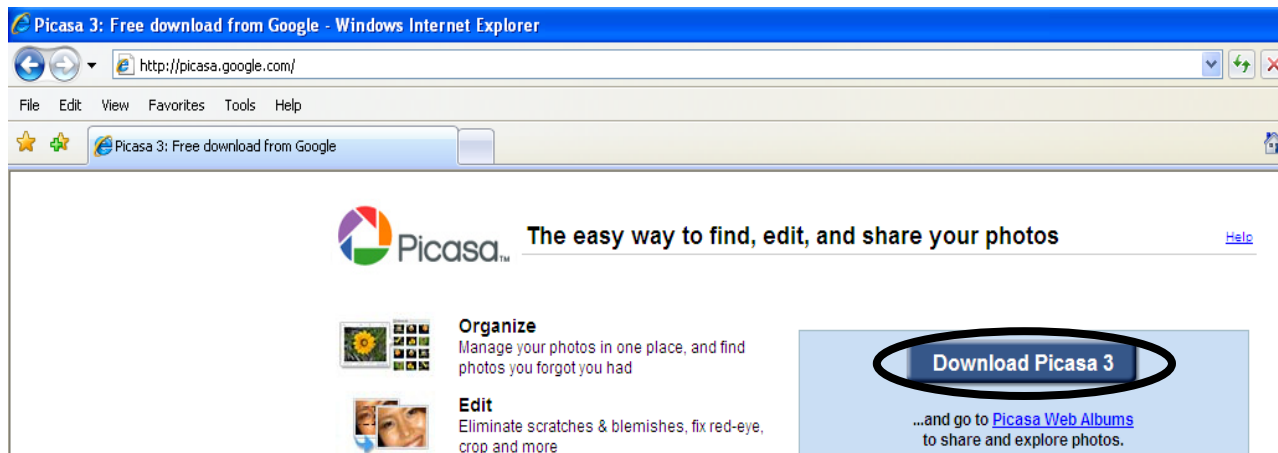 Picasa 3: Free download from Google - Windows Internet Explorer
http://picasa.google.com/
File Edit View Favorites Tools Help
Picasa 3: Free download from Google
Picasa™ The easy way to find, edit, and share your photos Help
Organize
Manage your photos in one place, and find
photos you forgot you had
Download Picasa 3
Edit
Eliminate scratches & blemishes, fix red-eye,
crop and more
...and go to Picasa Web Albums
to share and explore photos.